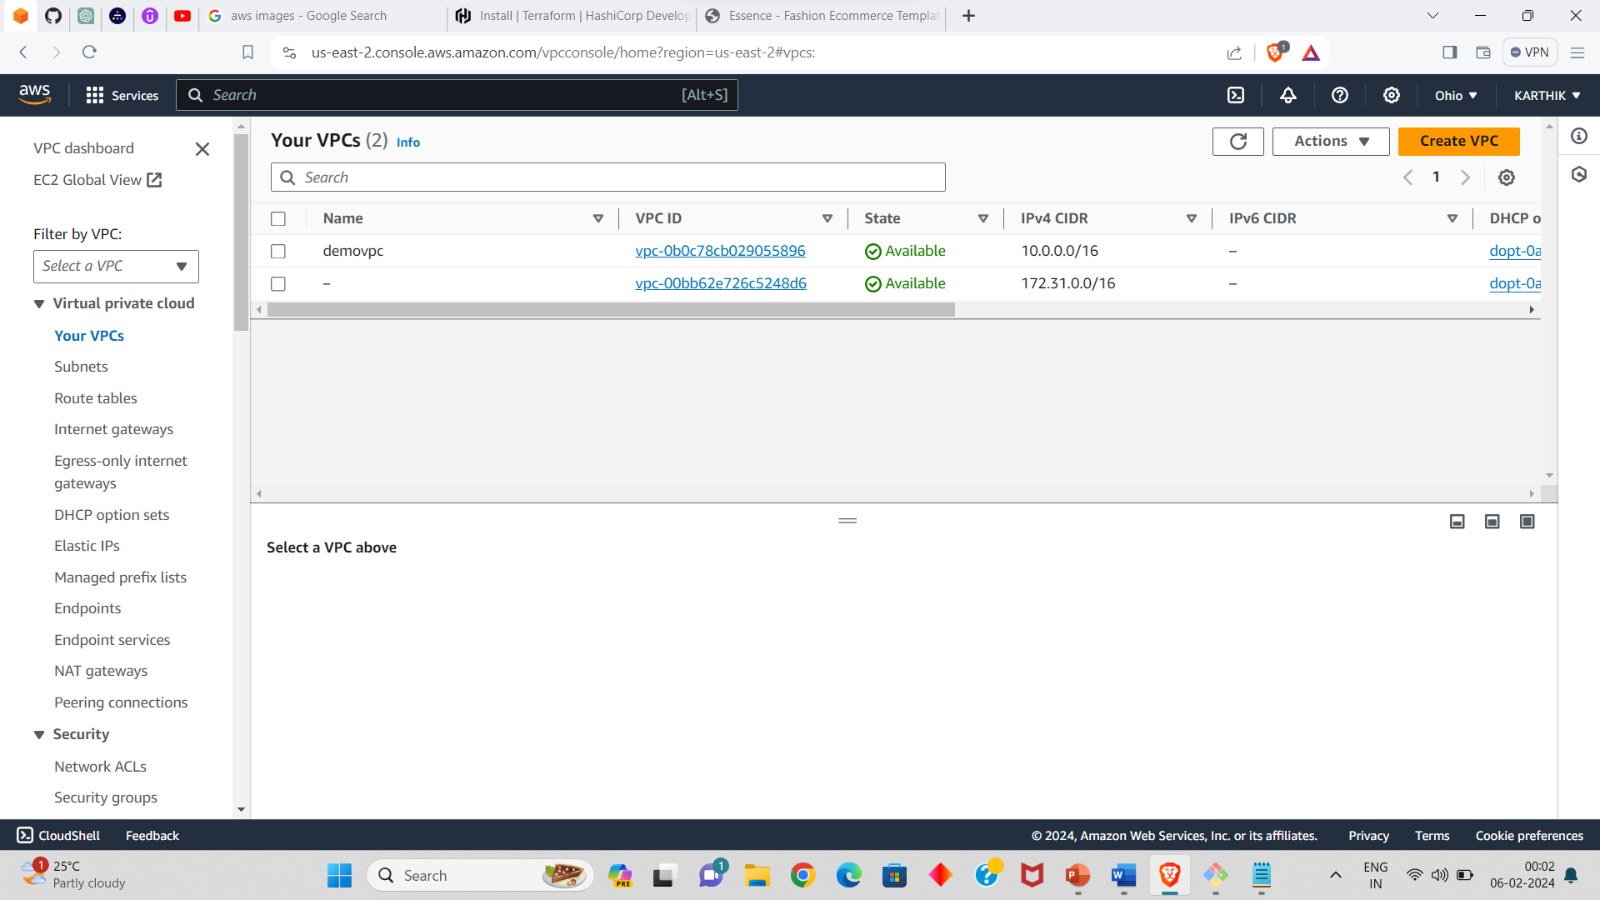 aws images - Google Search
Install | Terraform | HashiCorp Develop
Essence - Fashion Ecommerce Templat
us-east-2.console.aws.amazon.com/vpcconsole/home?region=us-east-2#vpcs:
1
VPN
aws
Services
Search
[Alt+S]
Ohio
KARTHIK
VPC dashboard
EC2 Global View
Filter by VPC:
Select a VPC
Virtual private cloud
Your VPCs
Subnets
Route tables
Internet gateways
Egress-only internet
gateways
DHCP option sets
Elastic IPs
Managed prefix lists
Endpoints
Endpoint services
NAT gateways
Peering connections
Security
Network ACLs
Security groups
Your VPCs (2) Info
Actions
Create VPC
Search
1
Name VPC ID State IPv4 CIDR IPv6 CIDR DHCP o
demovpc vpc-0b0c78cb029055896 Available 10.0.0.0/16 – dopt-0a
– vpc-00bb62e726c5248d6 Available 172.31.0.0/16 – dopt-0a
Select a VPC above
CloudShell Feedback
© 2024, Amazon Web Services, Inc. or its affiliates. Privacy Terms Cookie preferences
1
25°C
Partly cloudy
Search
PRE
1
ENG
IN
00:02
06-02-2024